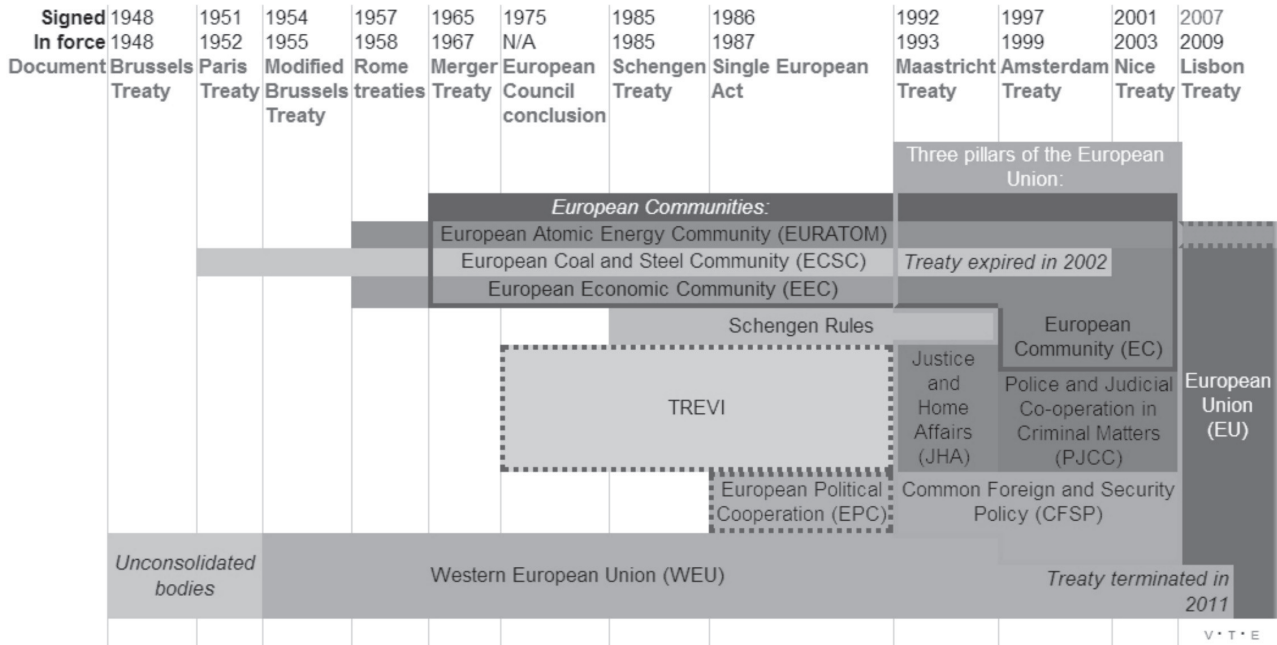 Signed 1948 1951 1954 1957 1965 1975 1985 1986 1992 1997 2001 2007
In force 1948 1952 1955 1958 1967 N/A 1985 1987 1993 1999 2003 2009
Document Brussels Paris Modified Rome Merger European Schengen Single European Maastricht Amsterdam Nice Lisbon
Treaty Treaty Brussels treaties Treaty Council Treaty Act Treaty Treaty Treaty Treaty
Treaty conclusion
Three pillars of the European
Union:
European Communities:
European Atomic Energy Community (EURATOM)
European Coal and Steel Community (ECSC) Treaty expired in 2002
European Economic Community (EEC)
Schengen Rules
European
Community (EC)
Justice
and
Home
Affairs
(JHA)
TREVI
Police and Judicial
Co-operation in
Criminal Matters
(PJCC)
European
Union
(EU)
European Political
Cooperation (EPC)
Common Foreign and Security
Policy (CFSP)
Unconsolidated
bodies
Western European Union (WEU)
Treaty terminated in
2011
V · T · E